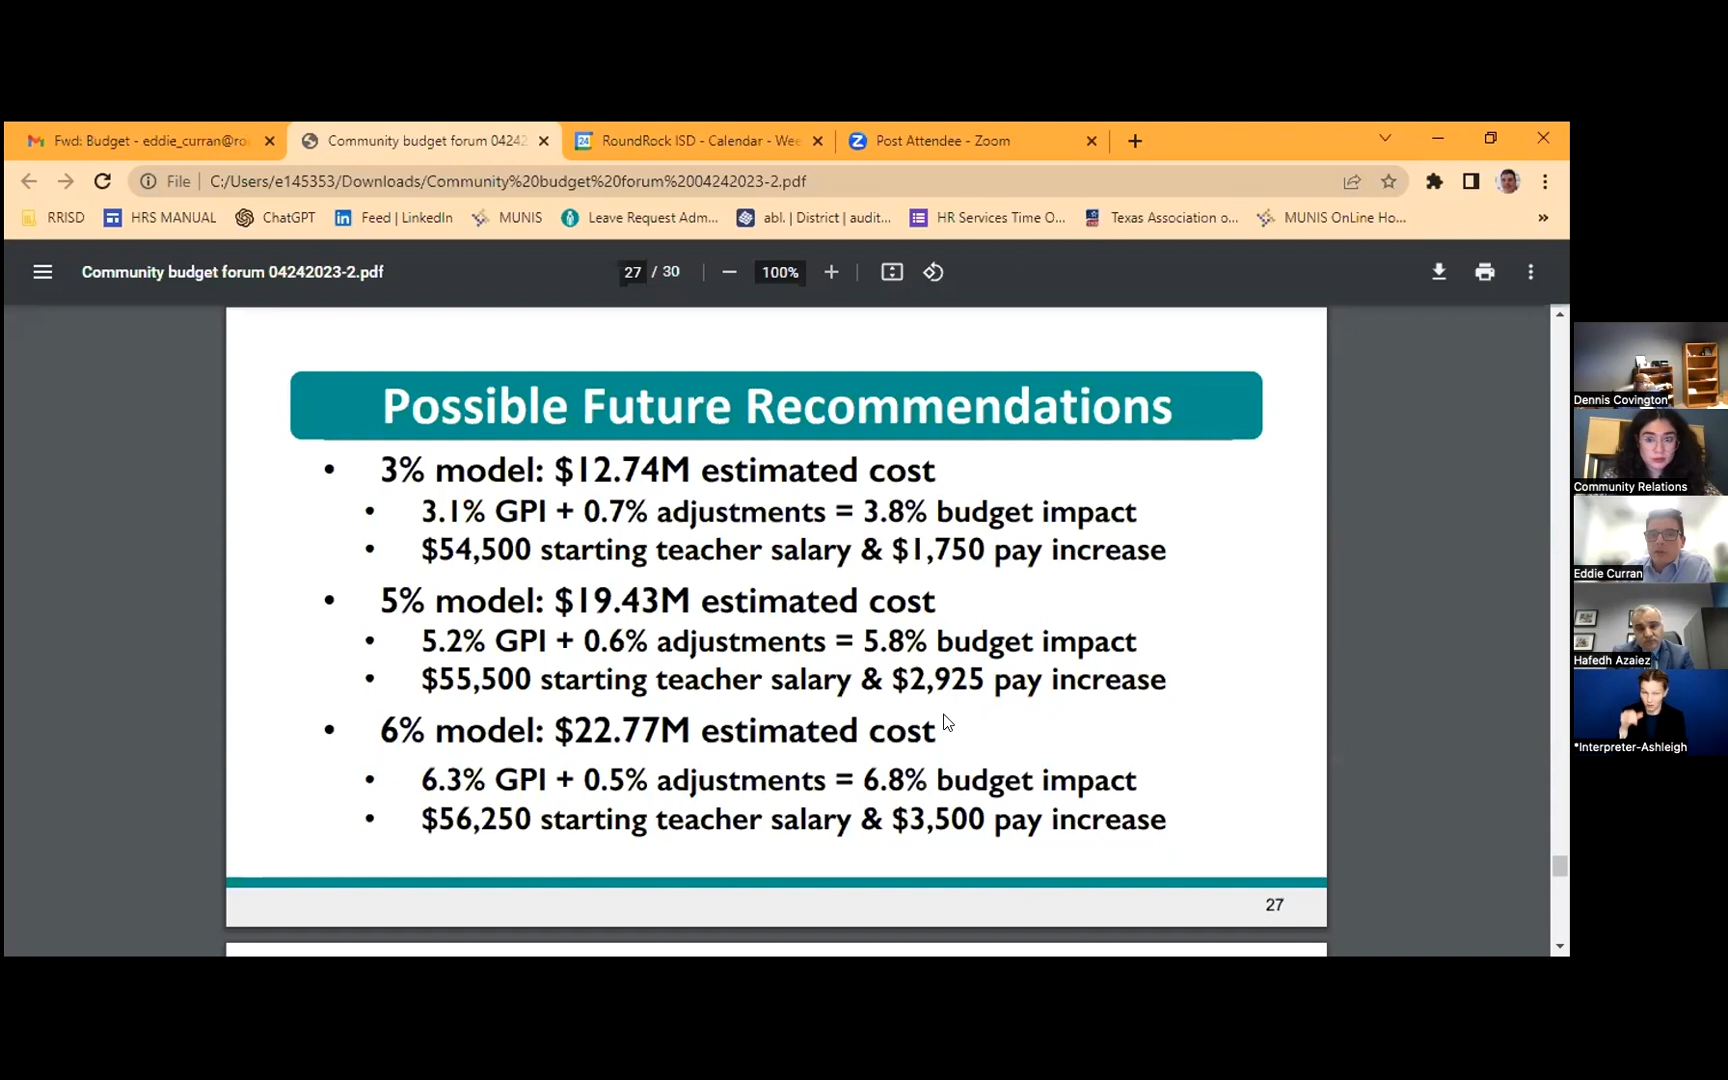 Fwd: Budget - eddie_curran@ro
Community budget forum 04242
24
RoundRock ISD - Calendar - Wee
Post Attendee - Zoom
File
C:/Users/e145353/Downloads/Community%20budget%20forum%2004242023-2.pdf
RRISD
HRS MANUAL
ChatGPT
Feed | LinkedIn
MUNIS
Leave Request Adm...
abl. | District | audit...
HR Services Time O...
Texas Association o...
MUNIS OnLine Ho...
»
Community budget forum 04242023-2.pdf
27 / 30
100%
Possible Future Recommendations
• 3% model: $12.74M estimated cost
• 3.1% GPI + 0.7% adjustments = 3.8% budget impact
• $54,500 starting teacher salary & $1,750 pay increase
• 5% model: $19.43M estimated cost
• 5.2% GPI + 0.6% adjustments = 5.8% budget impact
• $55,500 starting teacher salary & $2,925 pay increase
• 6% model: $22.77M estimated cost
• 6.3% GPI + 0.5% adjustments = 6.8% budget impact
• $56,250 starting teacher salary & $3,500 pay increase
27
Dennis Covington
Community Relations
Eddie Curran
Hafedh Azaiez
*Interpreter-Ashleigh